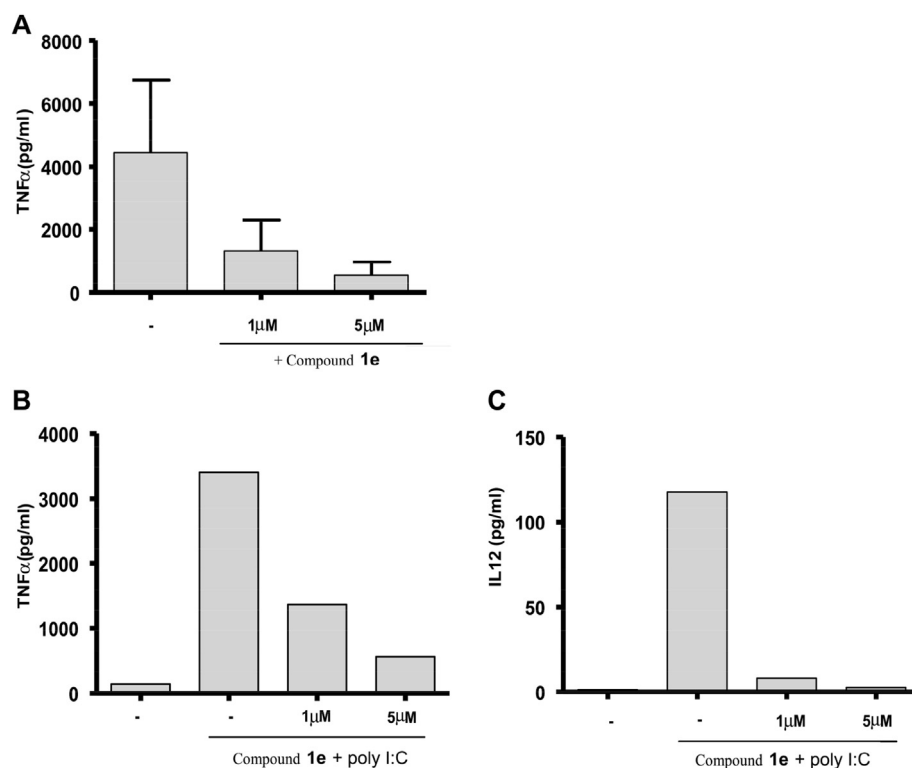 A
8000
6000
4000
2000
0
TNFα(pg/ml)
- 1μM 5μM
+ Compound 1e
B
4000
3000
2000
1000
0
TNFα(pg/ml)
- - 1μM 5μM
Compound 1e + poly I:C
C
150
100
50
0
IL12 (pg/ml)
- - 1μM 5μM
Compound 1e + poly I:C